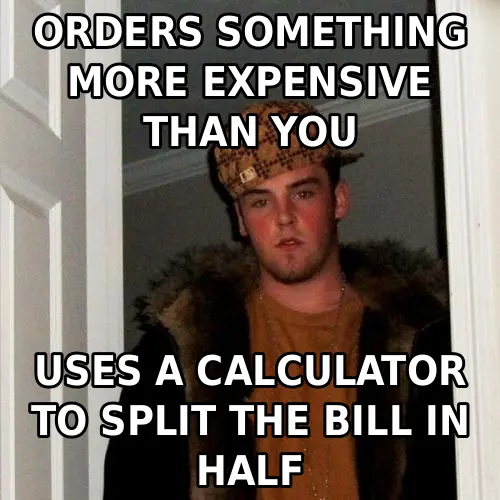 ORDERS SOMETHING
MORE EXPENSIVE
THAN YOU
USES A CALCULATOR
TO SPLIT THE BILL IN
HALF